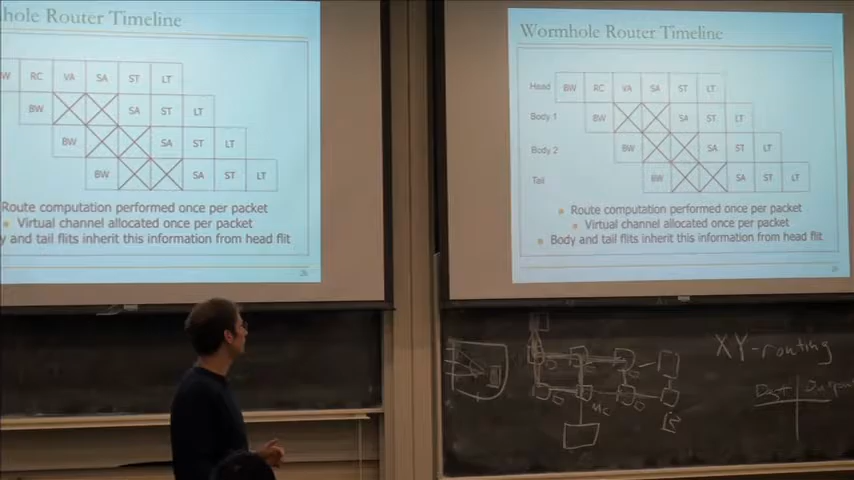 hole Router Timeline
W RC VA SA ST LT
BW SA ST LT
BW SA ST LT
BW SA ST LT
Route computation performed once per packet
Virtual channel allocated once per packet
y and tail flits inherit this information from head flit
Wormhole Router Timeline
Head BW RC VA SA ST LT
Body 1 BW SA ST LT
Body 2 BW SA ST LT
Tail BW SA ST LT
Route computation performed once per packet
Virtual channel allocated once per packet
Body and tail flits inherit this information from head flit
XY-routing